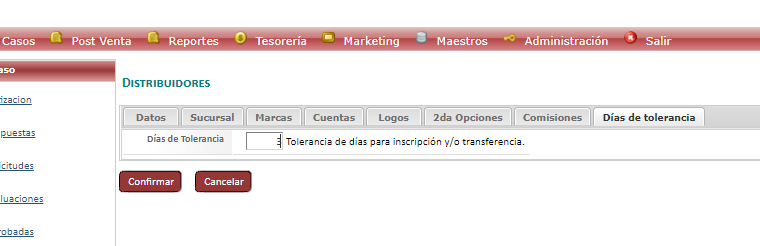 Casos Post Venta Reportes Tesorería Marketing Maestros Administración Salir
aso
DISTRIBUIDORES
ización
Datos Sucursal Marcas Cuentas Logos 2da Opciones Comisiones Días de tolerancia
puestas
Días de Tolerancia 3 Tolerancia de días para inscripción y/o transferencia.
icitudes
Confirmar Cancelar
luaciones
robadas